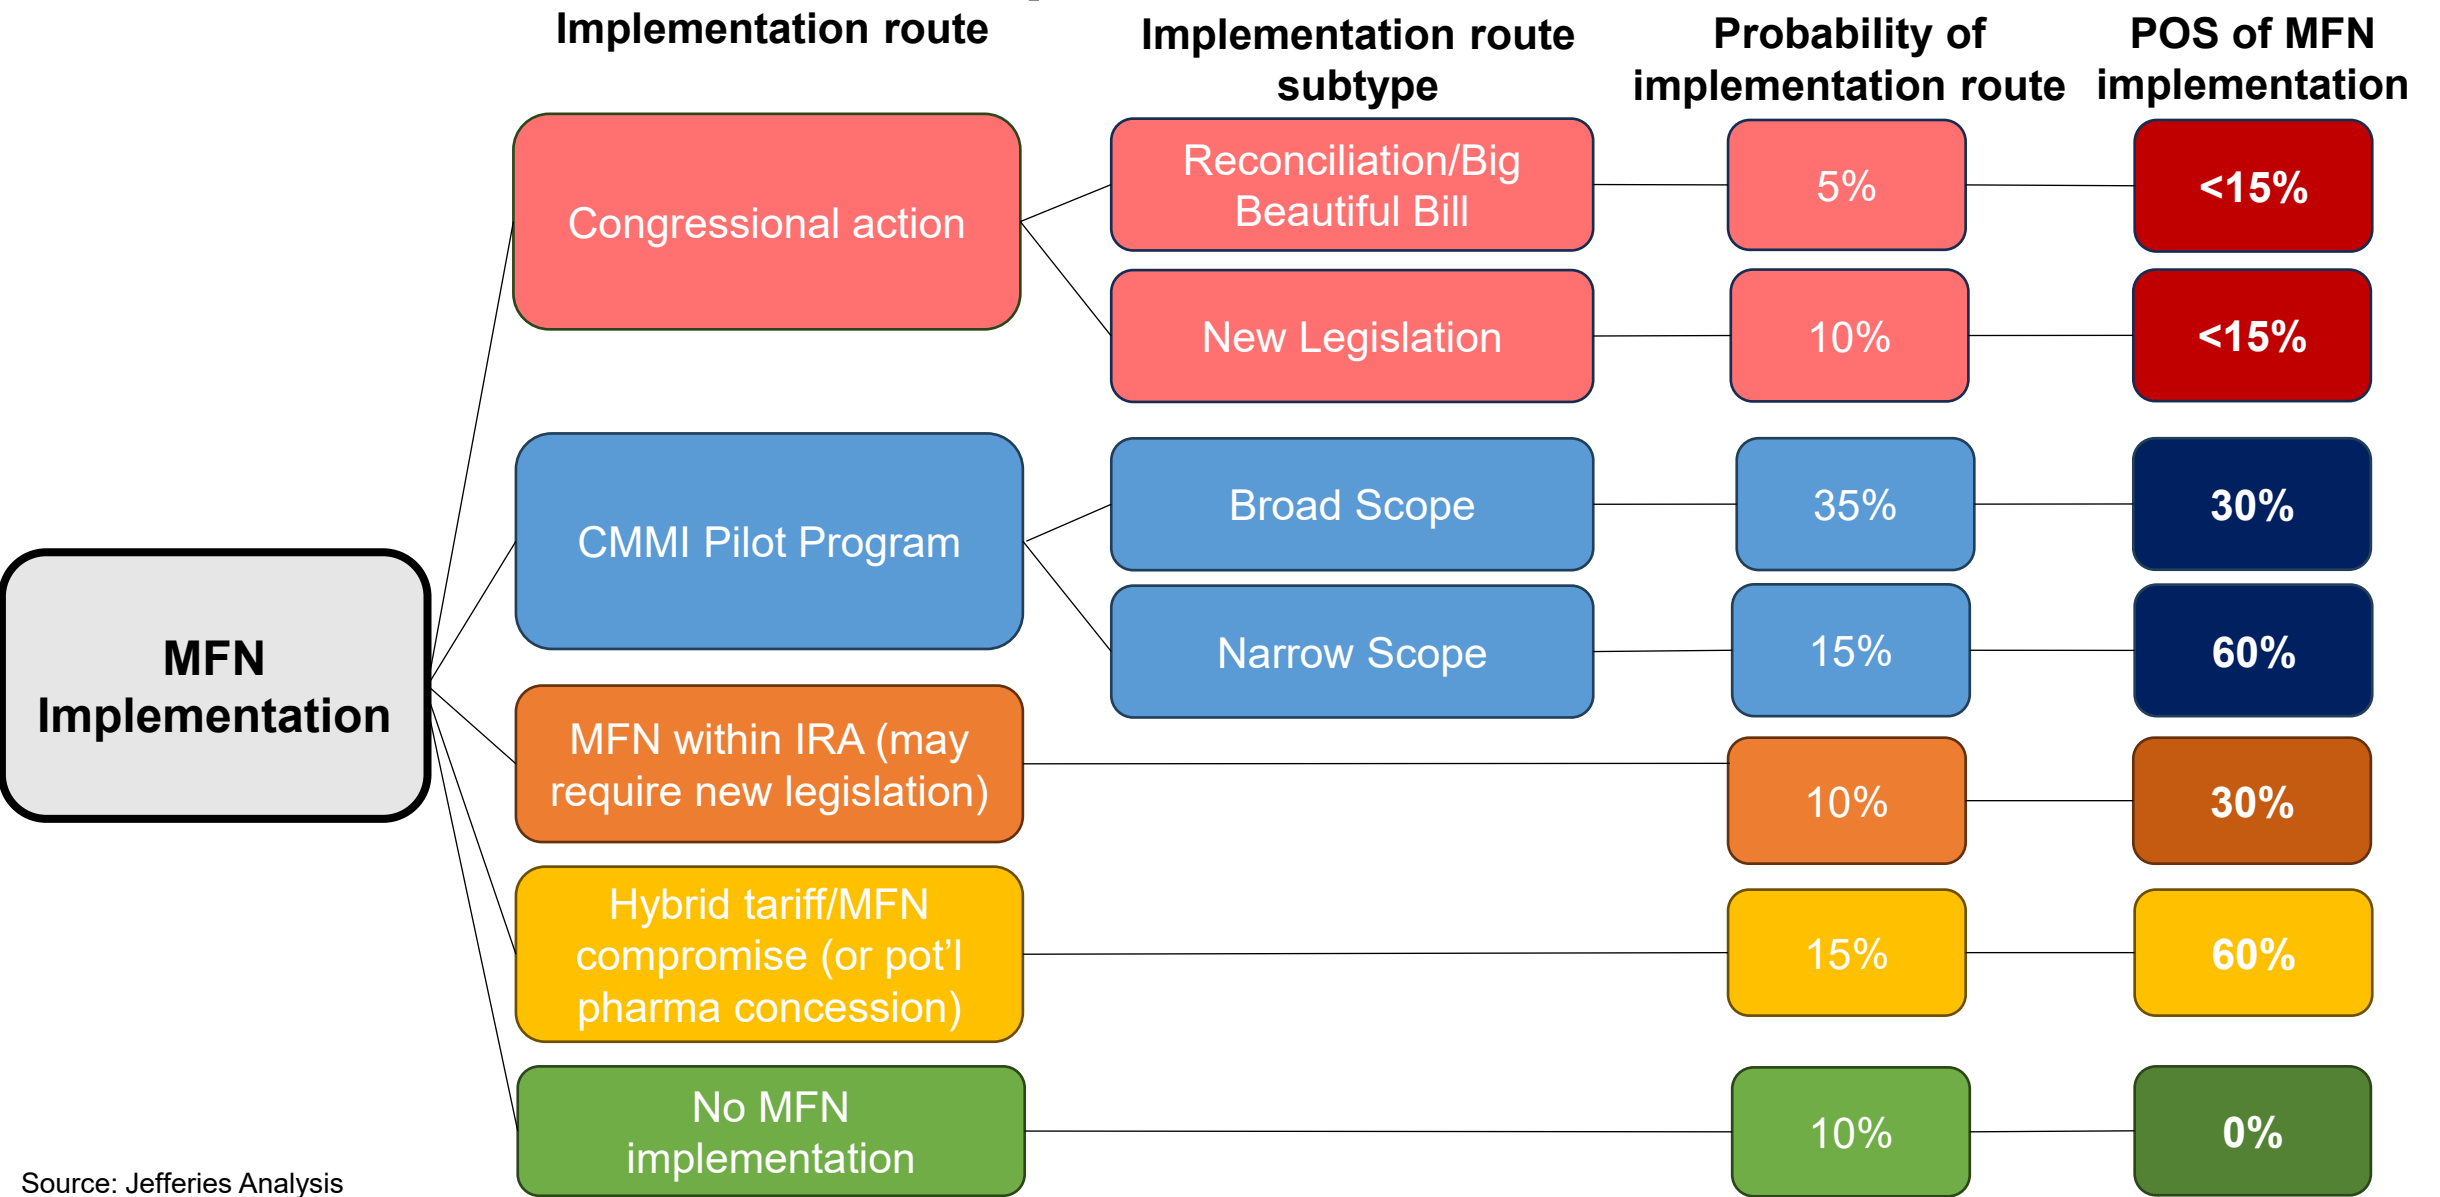 Implementation route
Implementation route
subtype
Probability of
implementation route
POS of MFN
implementation
Congressional action
Reconciliation/Big
Beautiful Bill
5%
<15%
New Legislation
10%
<15%
CMMI Pilot Program
Broad Scope
35%
30%
Narrow Scope
15%
60%
MFN
Implementation
MFN within IRA (may
require new legislation)
10%
30%
Hybrid tariff/MFN
compromise (or pot’l
pharma concession)
15%
60%
No MFN
implementation
10%
0%
Source: Jefferies Analysis